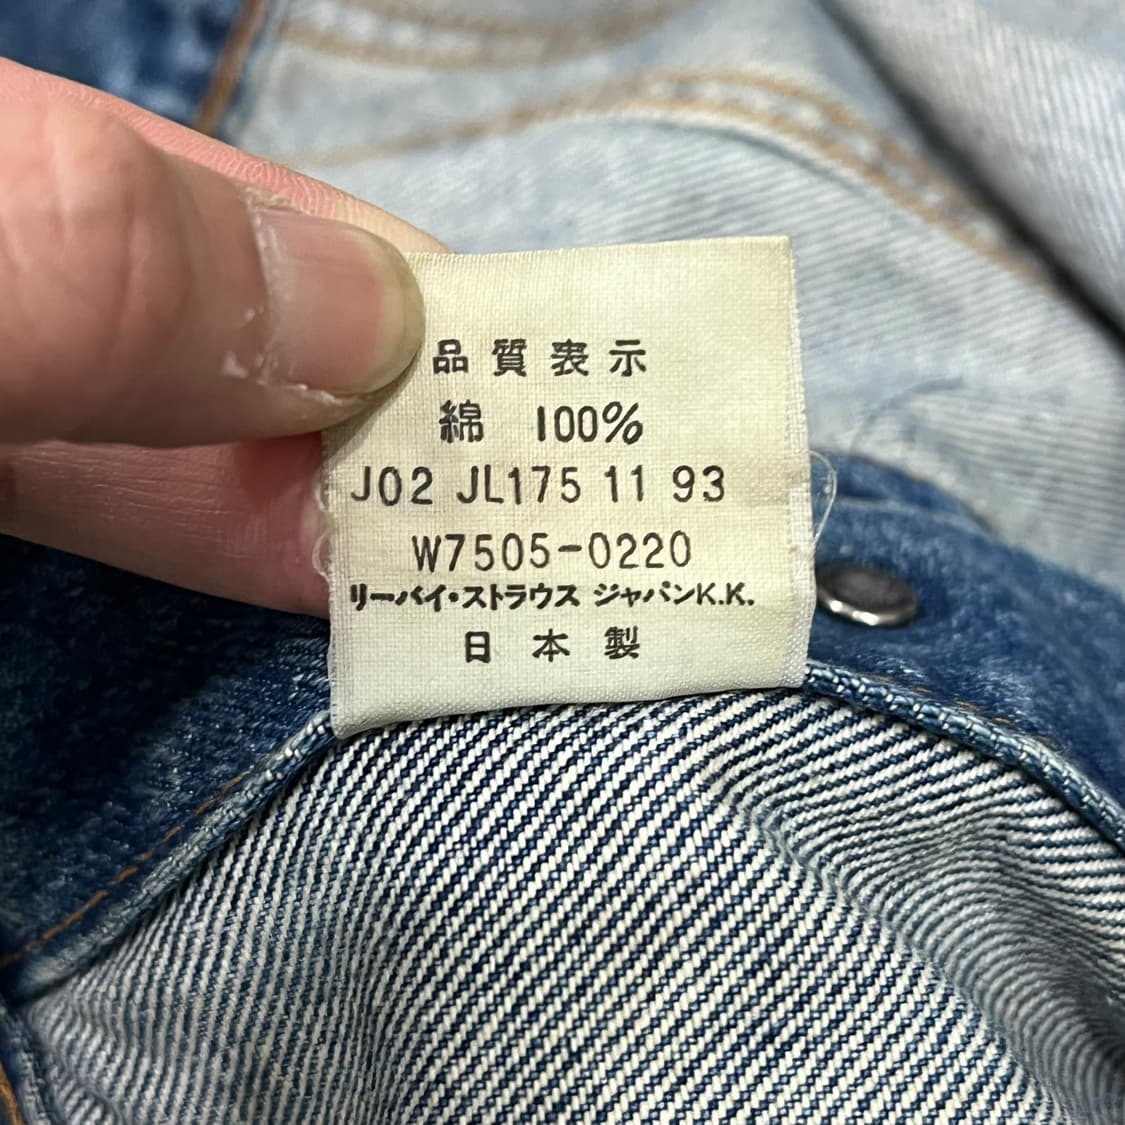 品質表示
綿 100%
J02 JL175 11 93
W7505-0220
リーバイ・ストラウス ジャパンK.K.
日本製